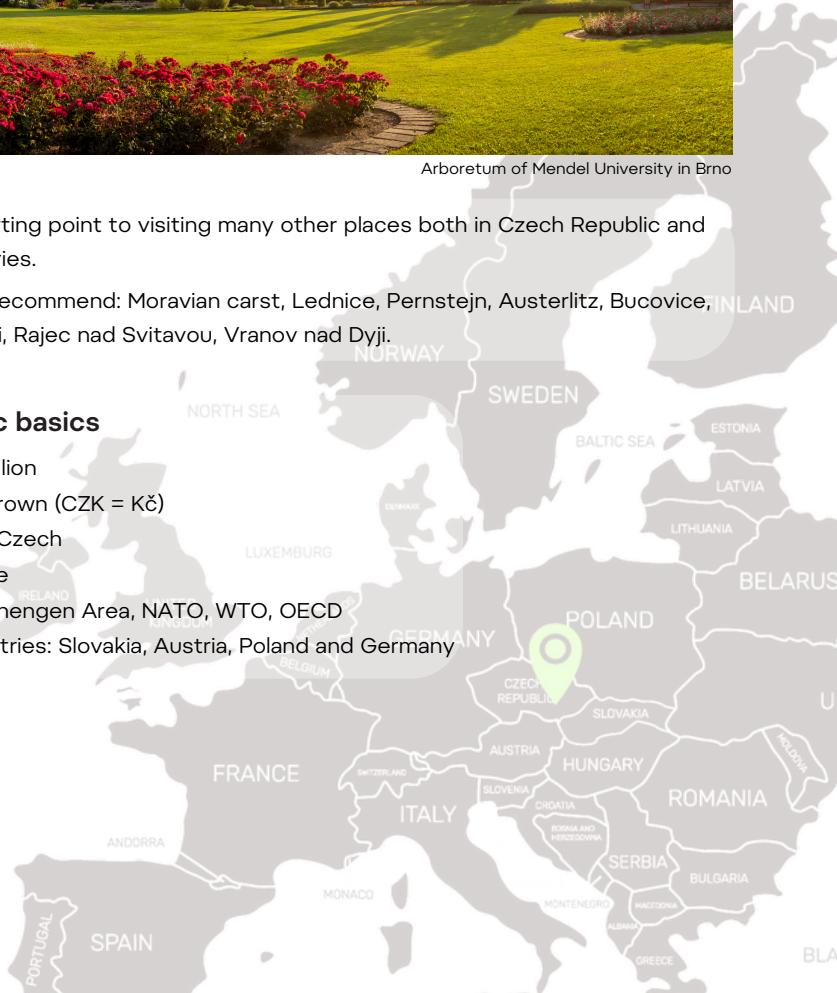 Arboretum of Mendel University in Brno
ting point to visiting many other places both in Czech Republic and
ries.
ecommend: Moravian carst, Lednice, Pernstejn, Austerlitz, Bucovice,
i, Rajec nad Svitavou, Vranov nad Dyji.
FINLAND
NORWAY
SWEDEN
NORTH SEA
c basics
ESTONIA
BALTIC SEA
lion
LATVIA
rown (CZK = Kč)
DENMARK
LITHUANIA
Czech
LUXEMBURG
e
BELARUS
IRELAND
UNITED
KINGDOM
hengen Area, NATO, WTO, OECD
POLAND
GERMANY
tries: Slovakia, Austria, Poland and Germany
BELGIUM
CZECH
REPUBLIC
U
SLOVAKIA
AUSTRIA
MOLDOVA
HUNGARY
FRANCE
SWITZERLAND
SLOVENIA
ROMANIA
CROATIA
ITALY
BOSNIA AND
HERZEGOVINA
ANDORRA
SERBIA
BULGARIA
MONACO
MONTENEGRO
MACEDONIA
ALBANIA
PORTUGAL
SPAIN
GREECE
BLA